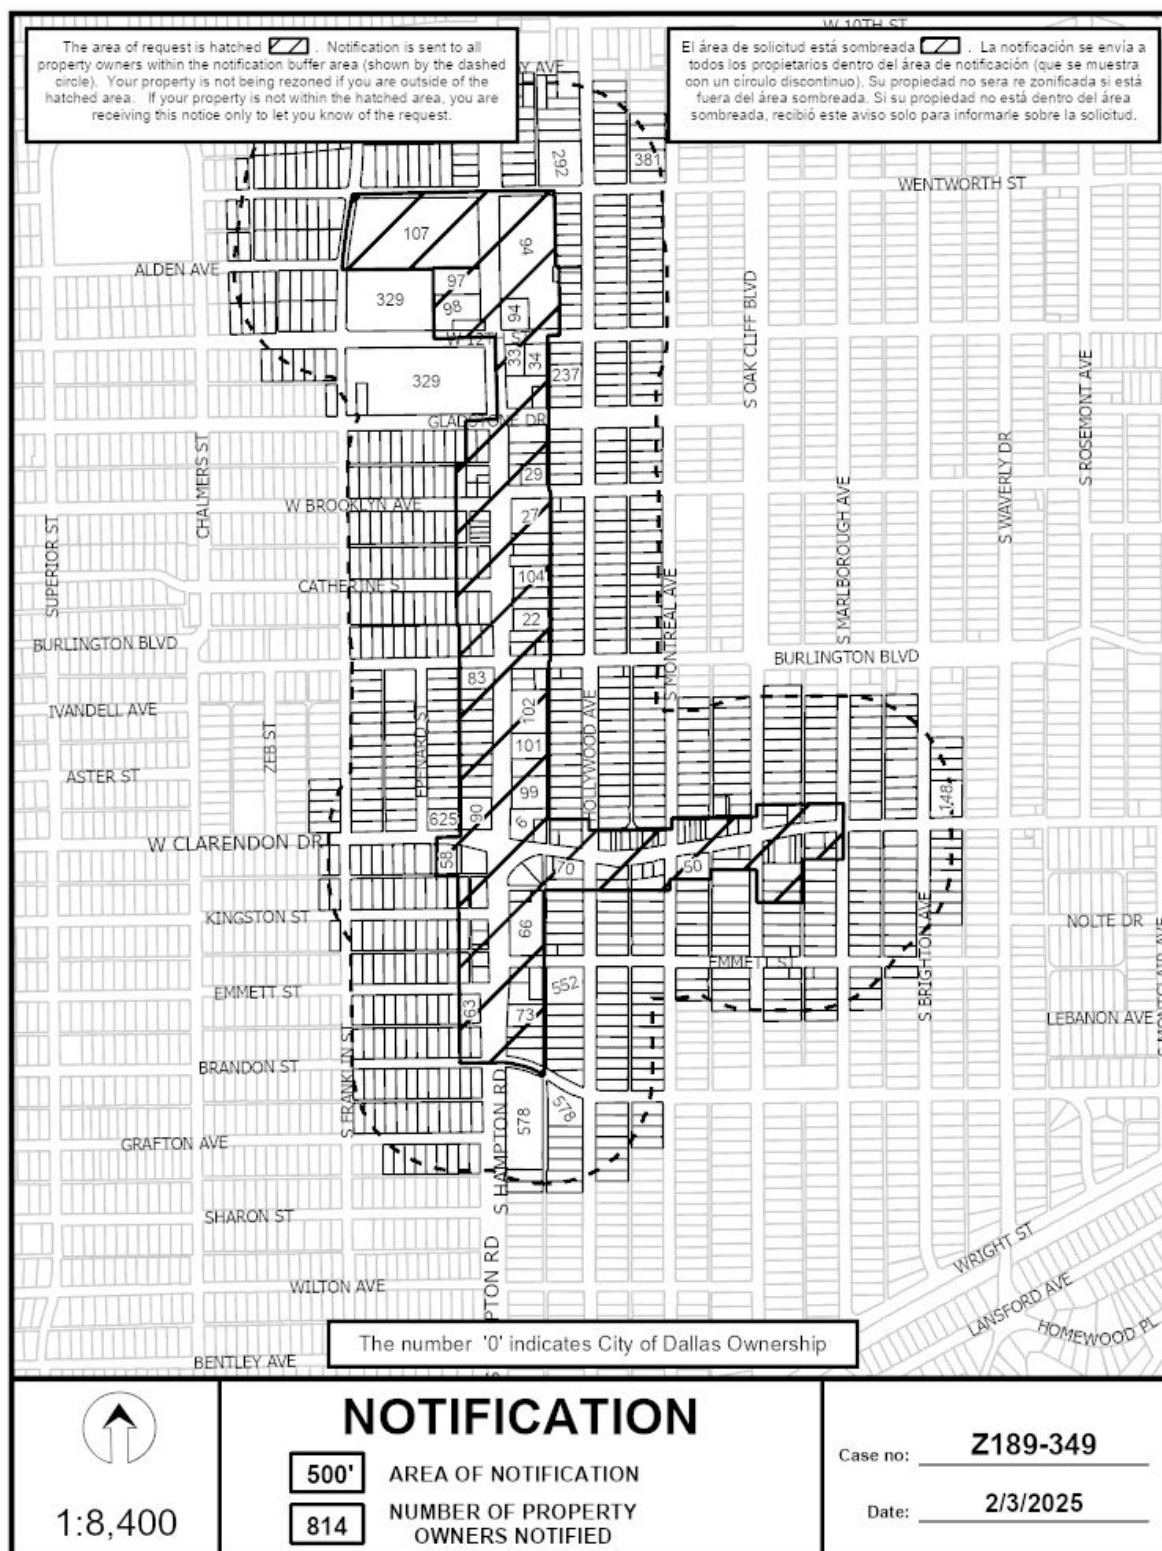 W 10TH ST
The area of request is hatched . Notification is sent to all
property owners within the notification buffer area (shown by the dashed
circle). Your property is not being rezoned if you are outside of the
hatched area. If your property is not within the hatched area, you are
receiving this notice only to let you know of the request.
El área de solicitud está sombreada . La notificación se envía a
todos los propietarios dentro del área de notificación (que se muestra
con un círculo discontinuo). Su propiedad no sera re zonificada si está
fuera del área sombreada. Si su propiedad no está dentro del área
sombreada, recibió este aviso solo para informarle sobre la solicitud.
AVE
292
381
WENTWORTH ST
107
94
ALDEN AVE
97
329
98
94
S OAK CLIFF BLVD
33
34
329
237
S ROSEMONT AVE
GLADSTONE DR
CHALMERS ST
S WAVERLY DR
29
W BROOKLYN AVE
27
S MARLBOROUGH AVE
SUPERIOR ST
104
CATHERINE S
22
S MONTREAL AVE
BURLINGTON BLVD
BURLINGTON BLVD
83
IVANDELL AVE
102
HOLLYWOOD AVE
ZEB ST
101
ASTER ST
99
148
90
625
W CLARENDON DR
58
70
50
KINGSTON ST
66
NOLTE DR
S BRIGHTON AVE
EMMETT S
EMMETT ST
552
63
73
LEBANON AVE
BRANDON ST
S FRANKLIN ST
578
578
GRAFTON AVE
S HAMPTON RD
SHARON ST
WRIGHT ST
WILTON AVE
PTON RD
LANSFORD AVE
HOMEWOOD PL
The number '0' indicates City of Dallas Ownership
BENTLEY AVE
NOTIFICATION
500' AREA OF NOTIFICATION
814 NUMBER OF PROPERTY
OWNERS NOTIFIED
1:8,400
Case no: Z189-349
Date: 2/3/2025